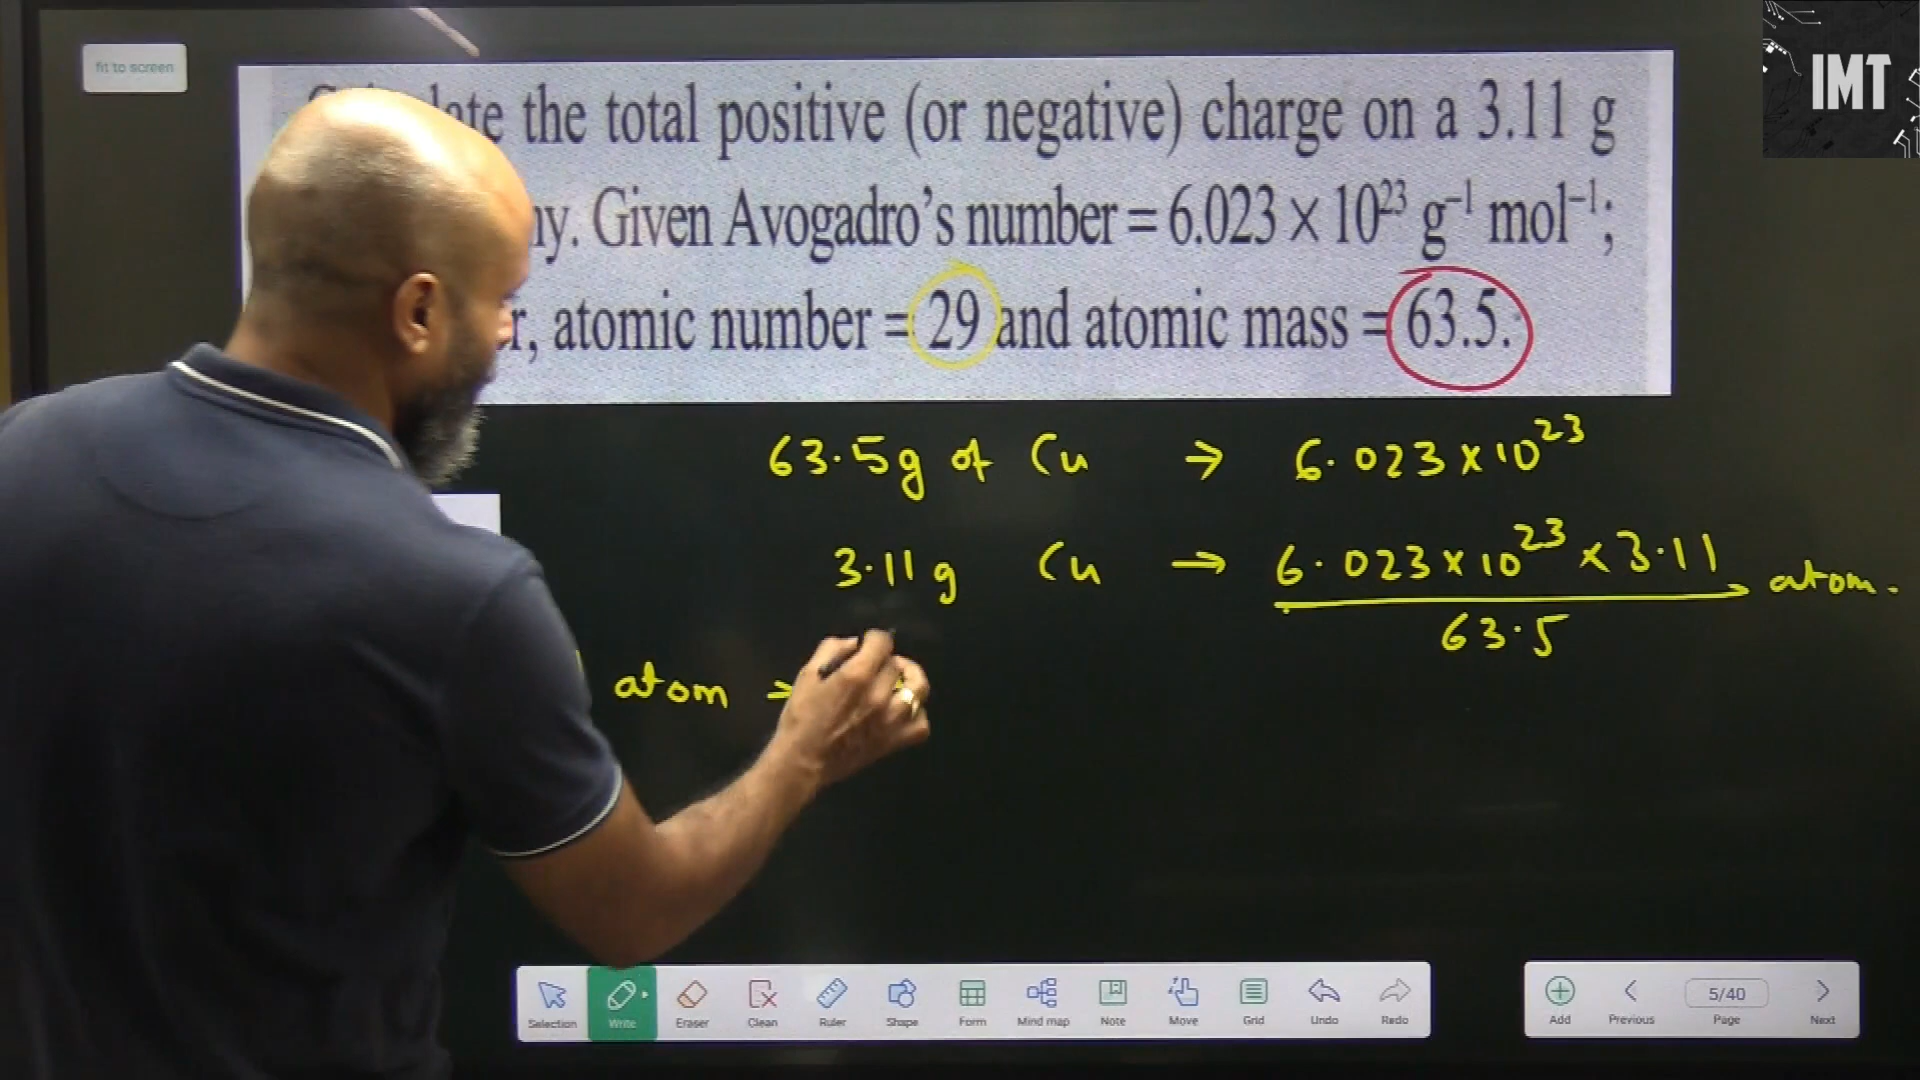 fit to screen
IMT
the total positive (or negative) charge on a 3.11 g
Given Avogadro's number = 6.023 × 10²³ g⁻¹ mol⁻¹;
atomic number = 29 and atomic mass = 63.5.
63.5g of Cu → 6.023×10²³
3.11g Cu → 6.023×10²³×3.11 atom.
63.5
atom →
Selection Write Eraser Clean Ruler Shape Form Mind map Note Move Grid Undo Redo
Add Previous 5/40 Page Next